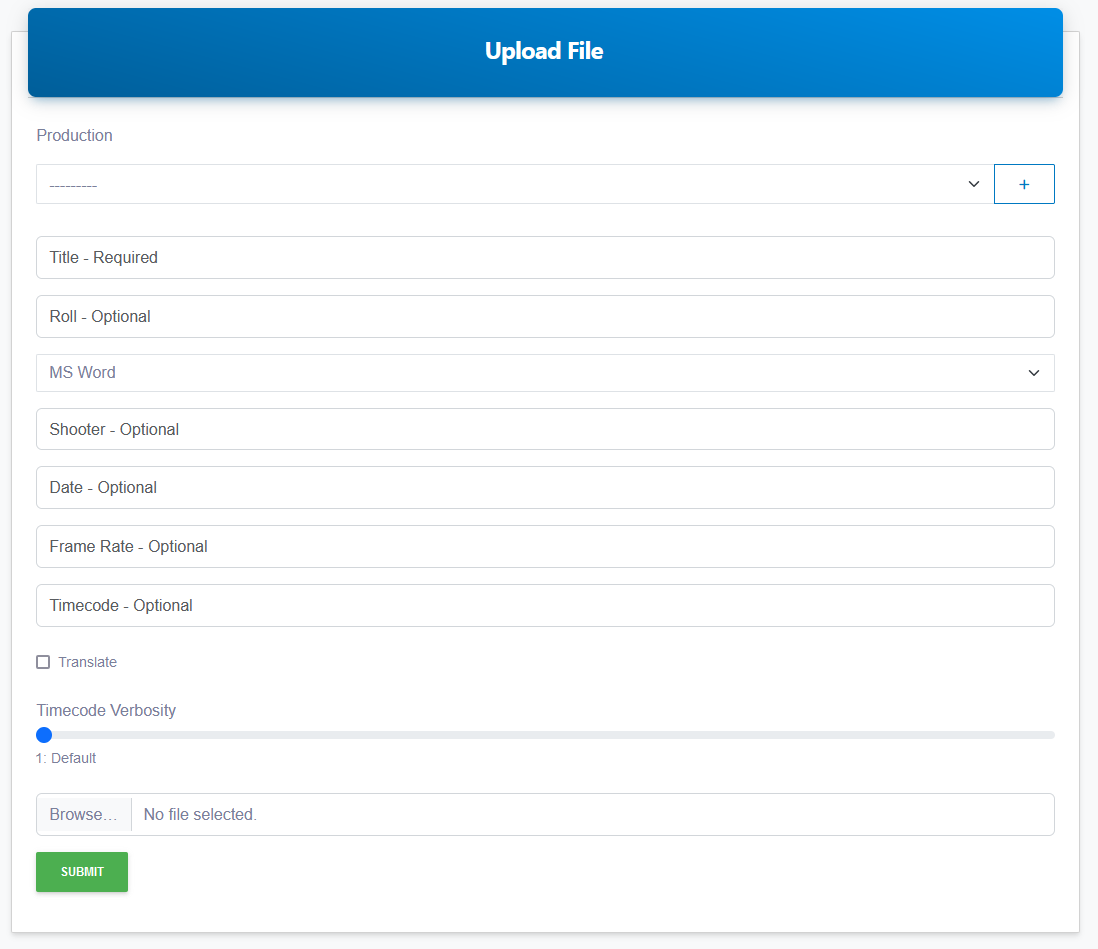 Upload File
Production
---------
+
Title - Required
Roll - Optional
MS Word
Shooter - Optional
Date - Optional
Frame Rate - Optional
Timecode - Optional
Translate
Timecode Verbosity
1: Default
Browse... No file selected.
SUBMIT